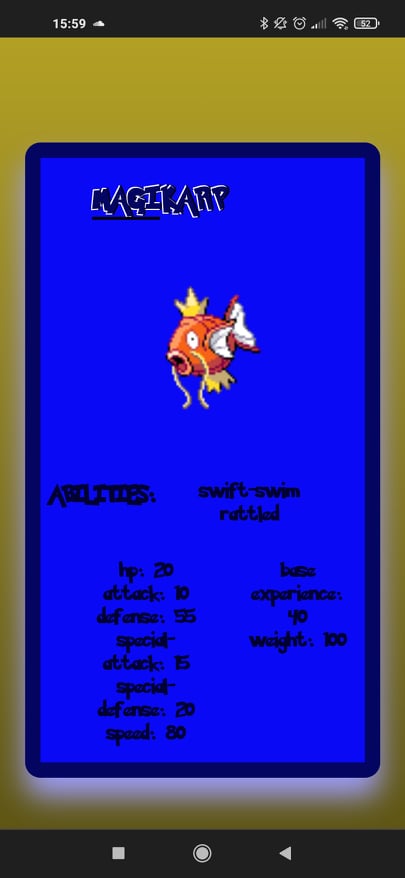 15:59
52
MAGIKARP
ABILITIES:
swift-swim
rattled
hp: 20
attack: 10
defense: 55
special-
attack: 15
special-
defense: 20
speed: 80
base
experience:
40
weight: 100